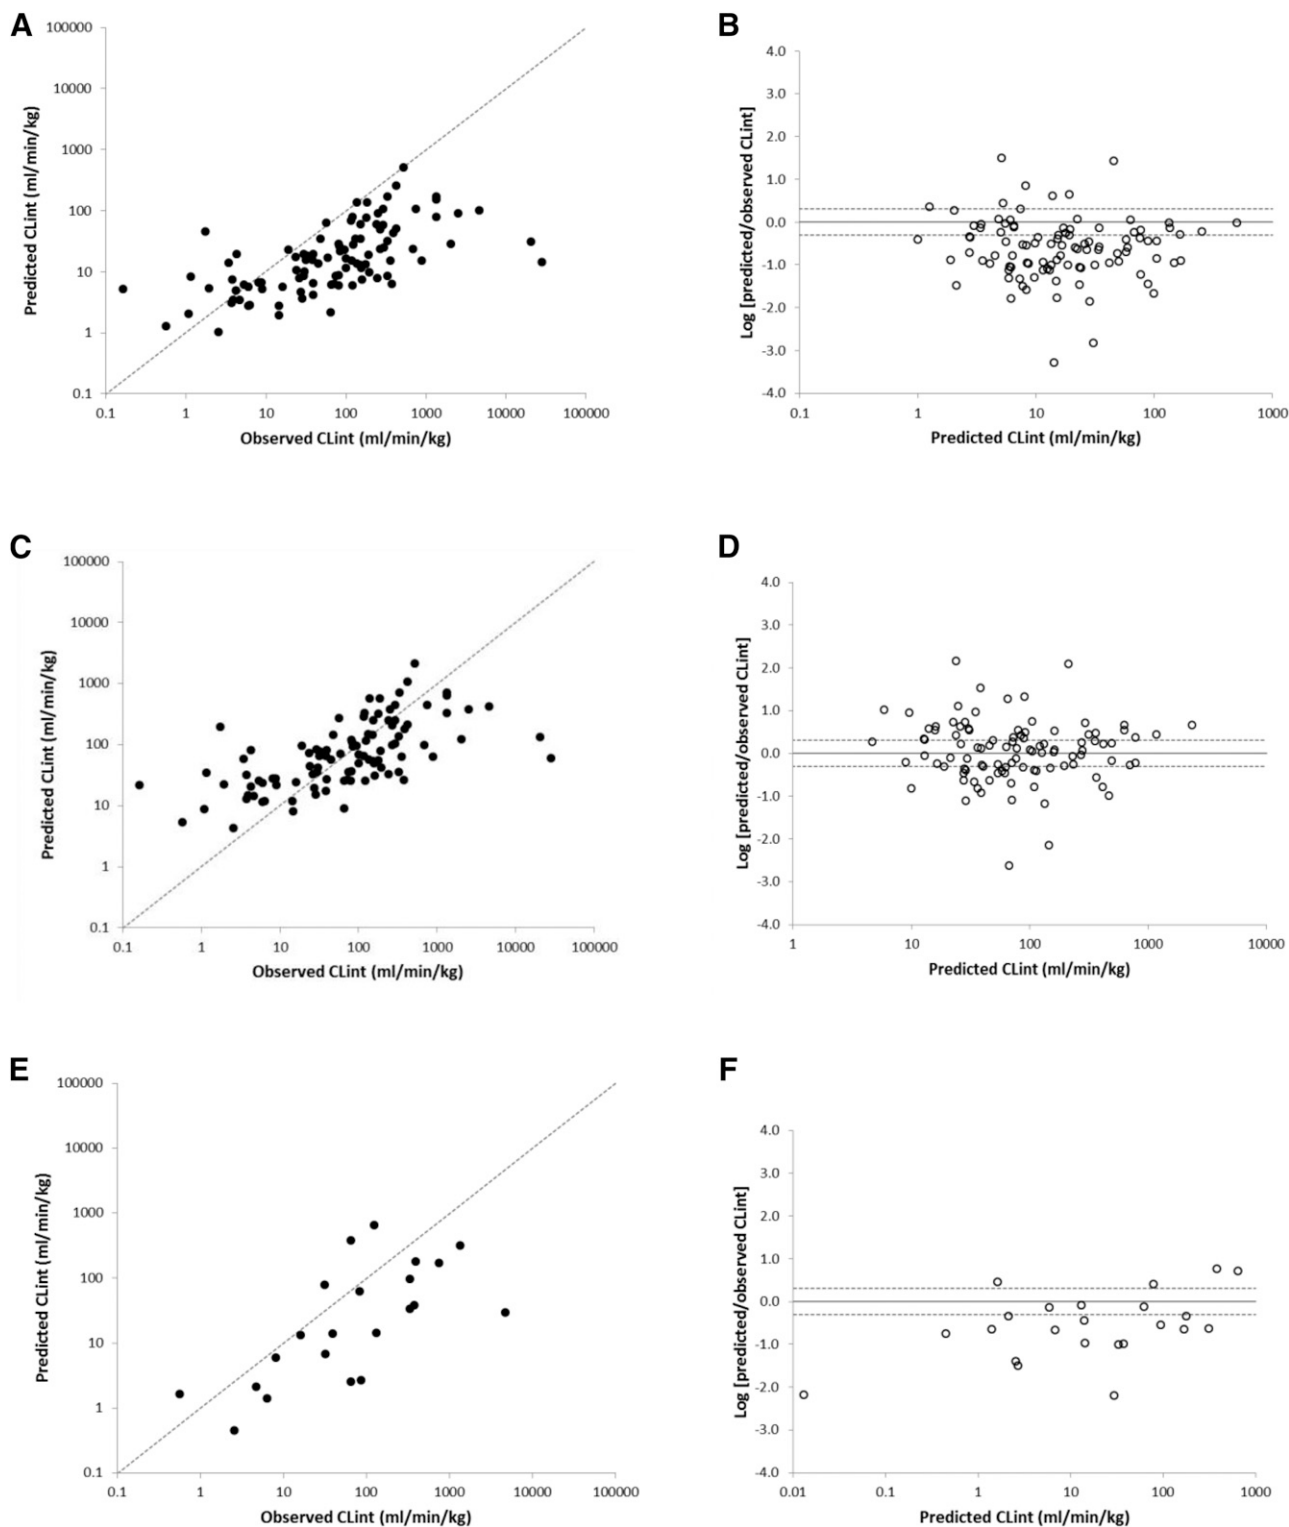 A
100000
10000
1000
100
10
1
0.1
Predicted CLint (ml/min/kg)
0.1 1 10 100 1000 10000 100000
Observed CLint (ml/min/kg)
B
4.0
3.0
2.0
1.0
0.0
-1.0
-2.0
-3.0
-4.0
Log [predicted/observed CLint]
0.1 1 10 100 1000
Predicted CLint (ml/min/kg)
C
100000
10000
1000
100
10
1
0.1
Predicted CLint (ml/min/kg)
0.1 1 10 100 1000 10000 100000
Observed CLint (ml/min/kg)
D
4.0
3.0
2.0
1.0
0.0
-1.0
-2.0
-3.0
-4.0
Log [predicted/observed CLint]
1 10 100 1000 10000
Predicted CLint (ml/min/kg)
E
100000
10000
1000
100
10
1
0.1
Predicted CLint (ml/min/kg)
0.1 1 10 100 1000 10000 100000
Observed CLint (ml/min/kg)
F
4.0
3.0
2.0
1.0
0.0
-1.0
-2.0
-3.0
-4.0
Log [predicted/observed CLint]
0.01 0.1 1 10 100 1000
Predicted CLint (ml/min/kg)